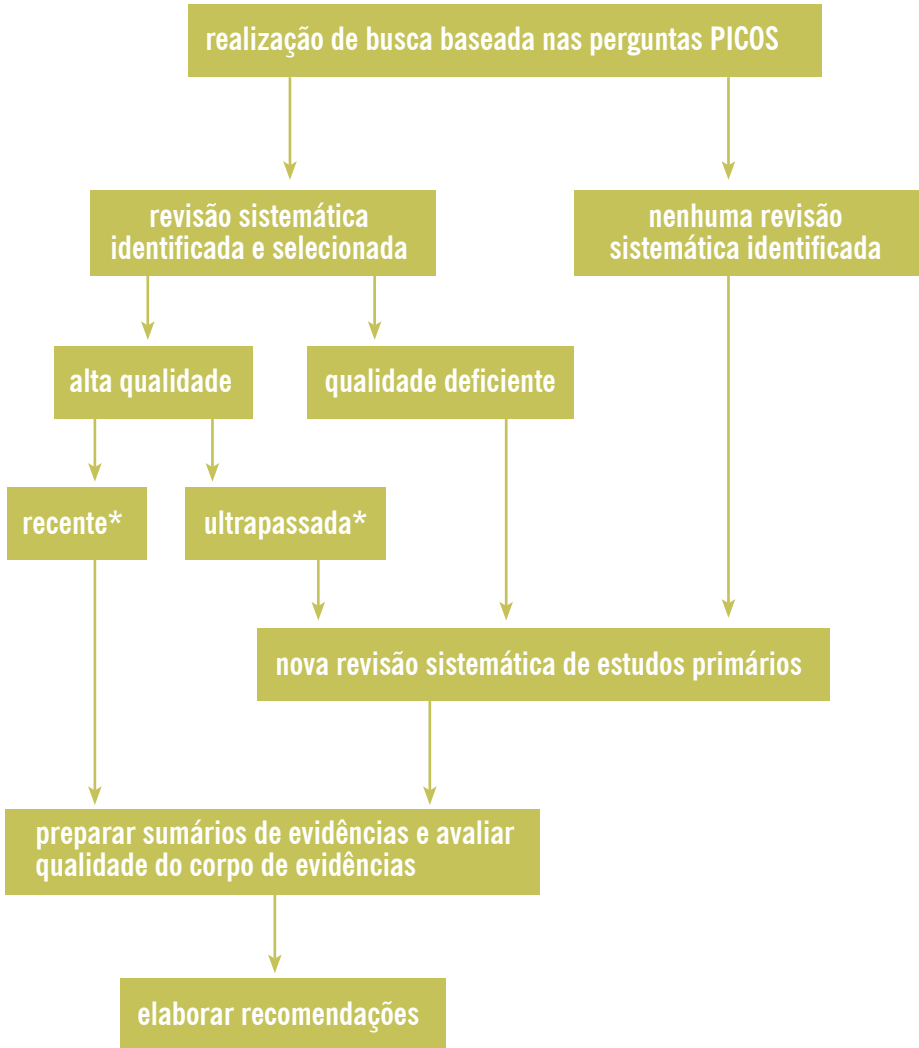 realização de busca baseada nas perguntas PICOS
revisão sistemática
identificada e selecionada
nenhuma revisão
sistemática identificada
alta qualidade
qualidade deficiente
recente*
ultrapassada*
nova revisão sistemática de estudos primários
preparar sumários de evidências e avaliar
qualidade do corpo de evidências
elaborar recomendações